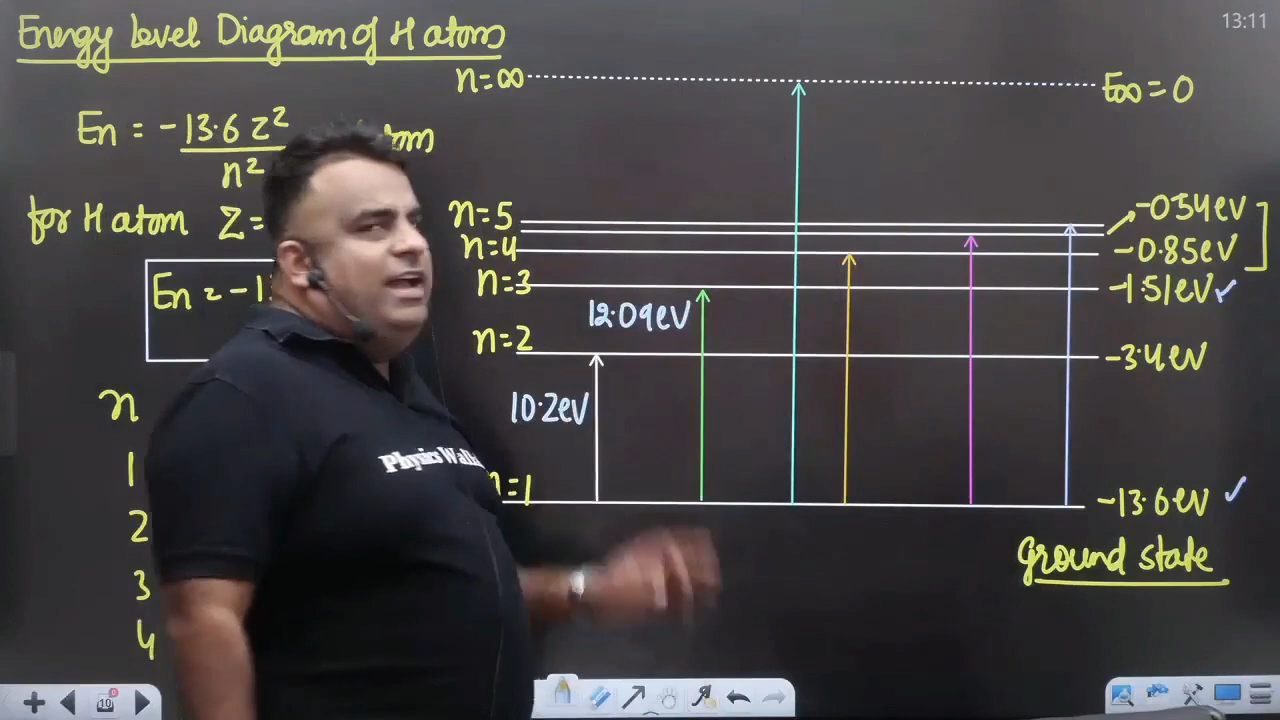 13:11
Energy level Diagram of H atom
n=∞
E∞ = 0
En = -13.6 z²
n²
for H atom Z=
En = -1
n=5
-0.54eV
n=4
-0.85eV
n=3
-1.51eV ✓
12.09eV
n=2
-3.4eV
10.2eV
n
1
2
3
4
Physics Wall
n=1
-13.6eV ✓
Ground state
10